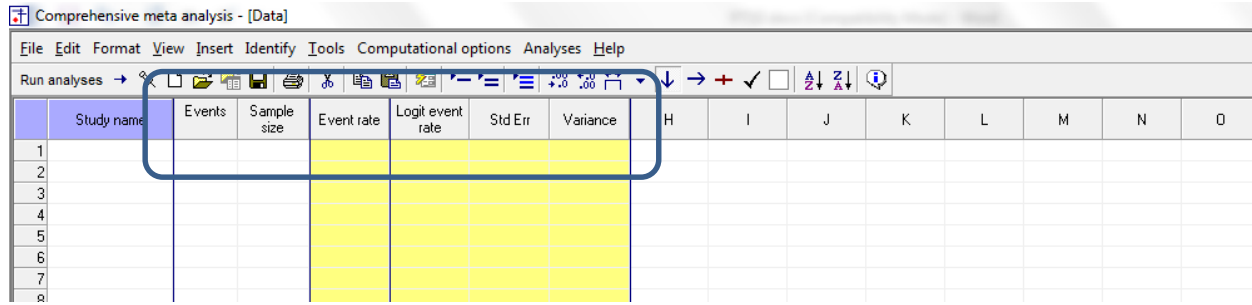 Comprehensive meta analysis - [Data]
File Edit Format View Insert Identify Tools Computational options Analyses Help
Run analyses
Study name Events Sample size Event rate Logit event rate Std Err Variance H I J K L M N O
1
2
3
4
5
6
7
8